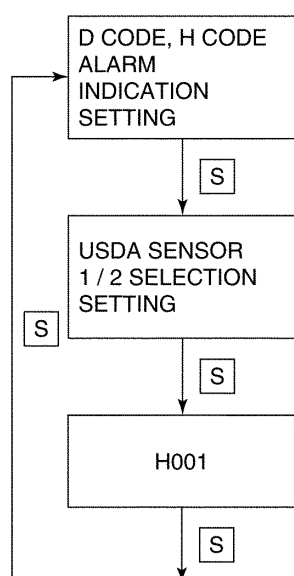 D CODE, H CODE
ALARM
INDICATION
SETTING
S
USDA SENSOR
1 / 2 SELECTION
SETTING
S
S
H001
S